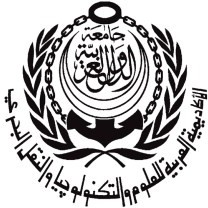 جامعة
الدول العربية
الأكاديمية العربية للعلوم والتكنولوجيا والنقل البحري